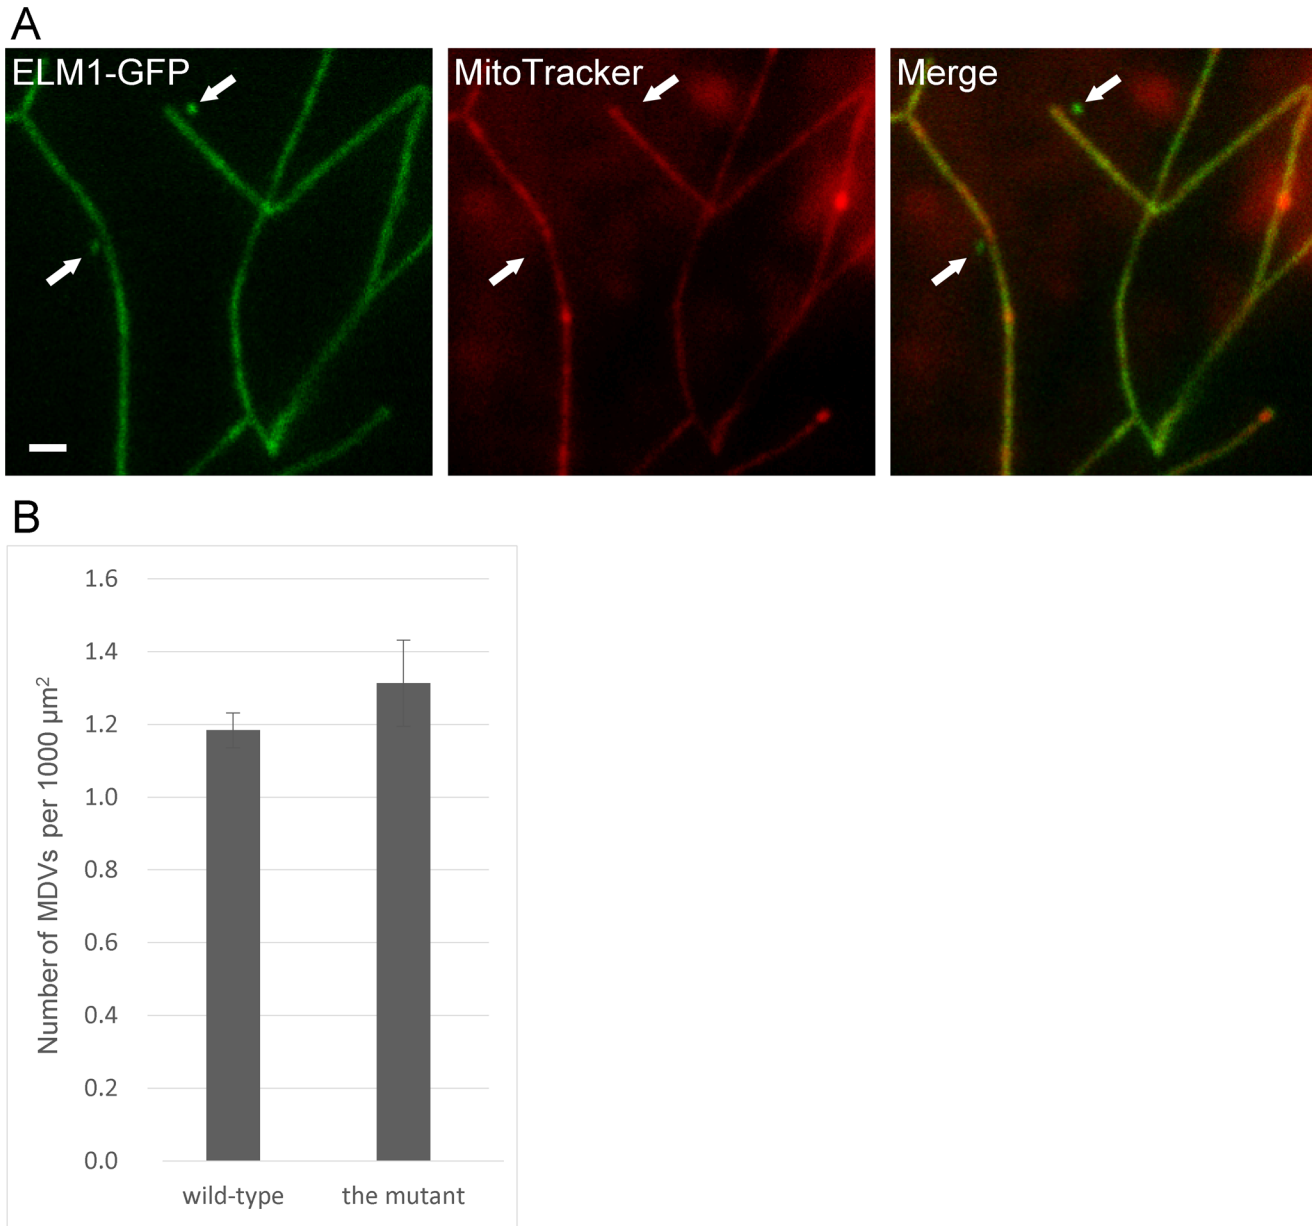 A
ELM1-GFP
MitoTracker
Merge
B
Number of MDVs per 1000 µm²
1.6
1.4
1.2
1.0
0.8
0.6
0.4
0.2
0.0
wild-type
the mutant